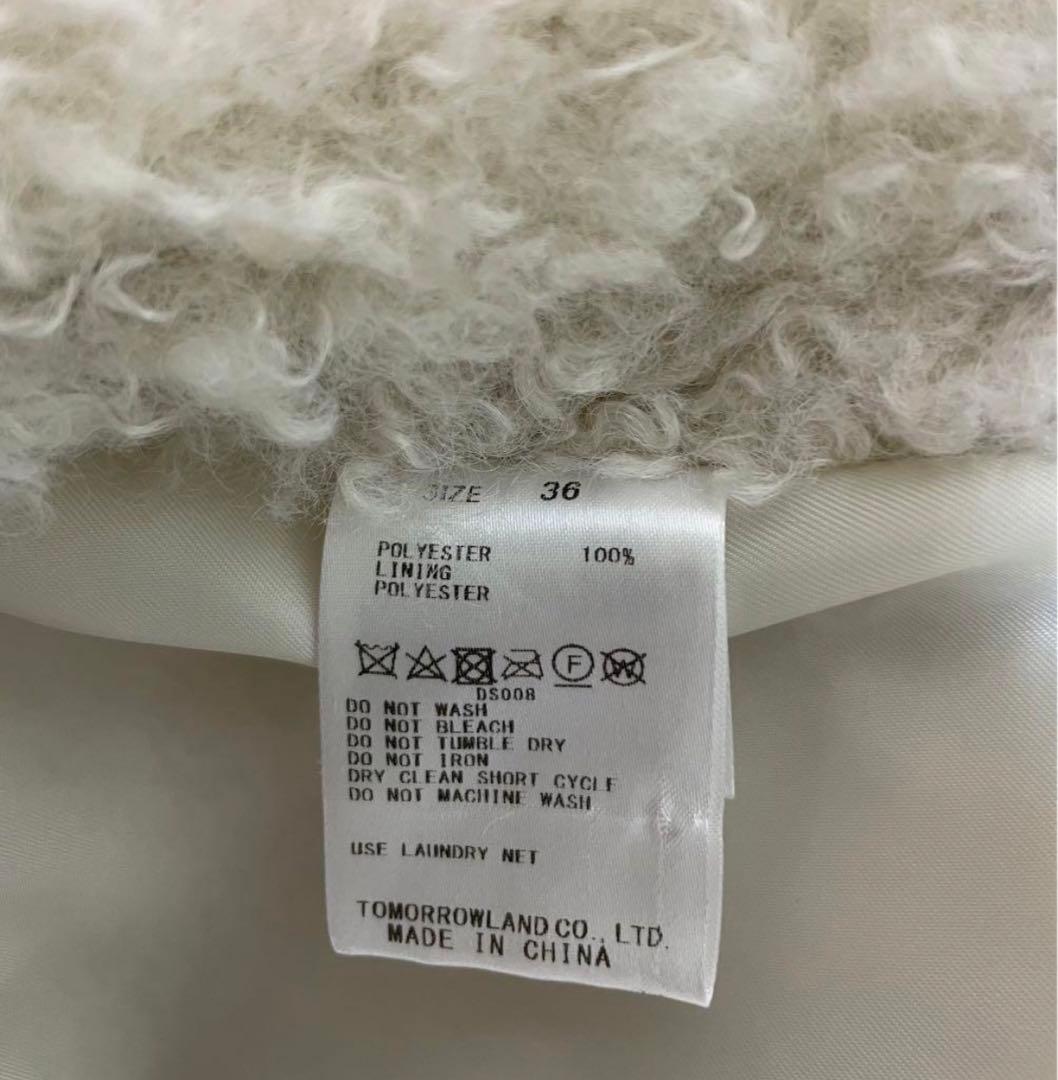 SIZE 36
POLYESTER 100%
LINING
POLYESTER
F W
DS008
DO NOT WASH
DO NOT BLEACH
DO NOT TUMBLE DRY
DO NOT IRON
DRY CLEAN SHORT CYCLE
DO NOT MACHINE WASH
USE LAUNDRY NET
TOMORROWLAND CO., LTD.
MADE IN CHINA